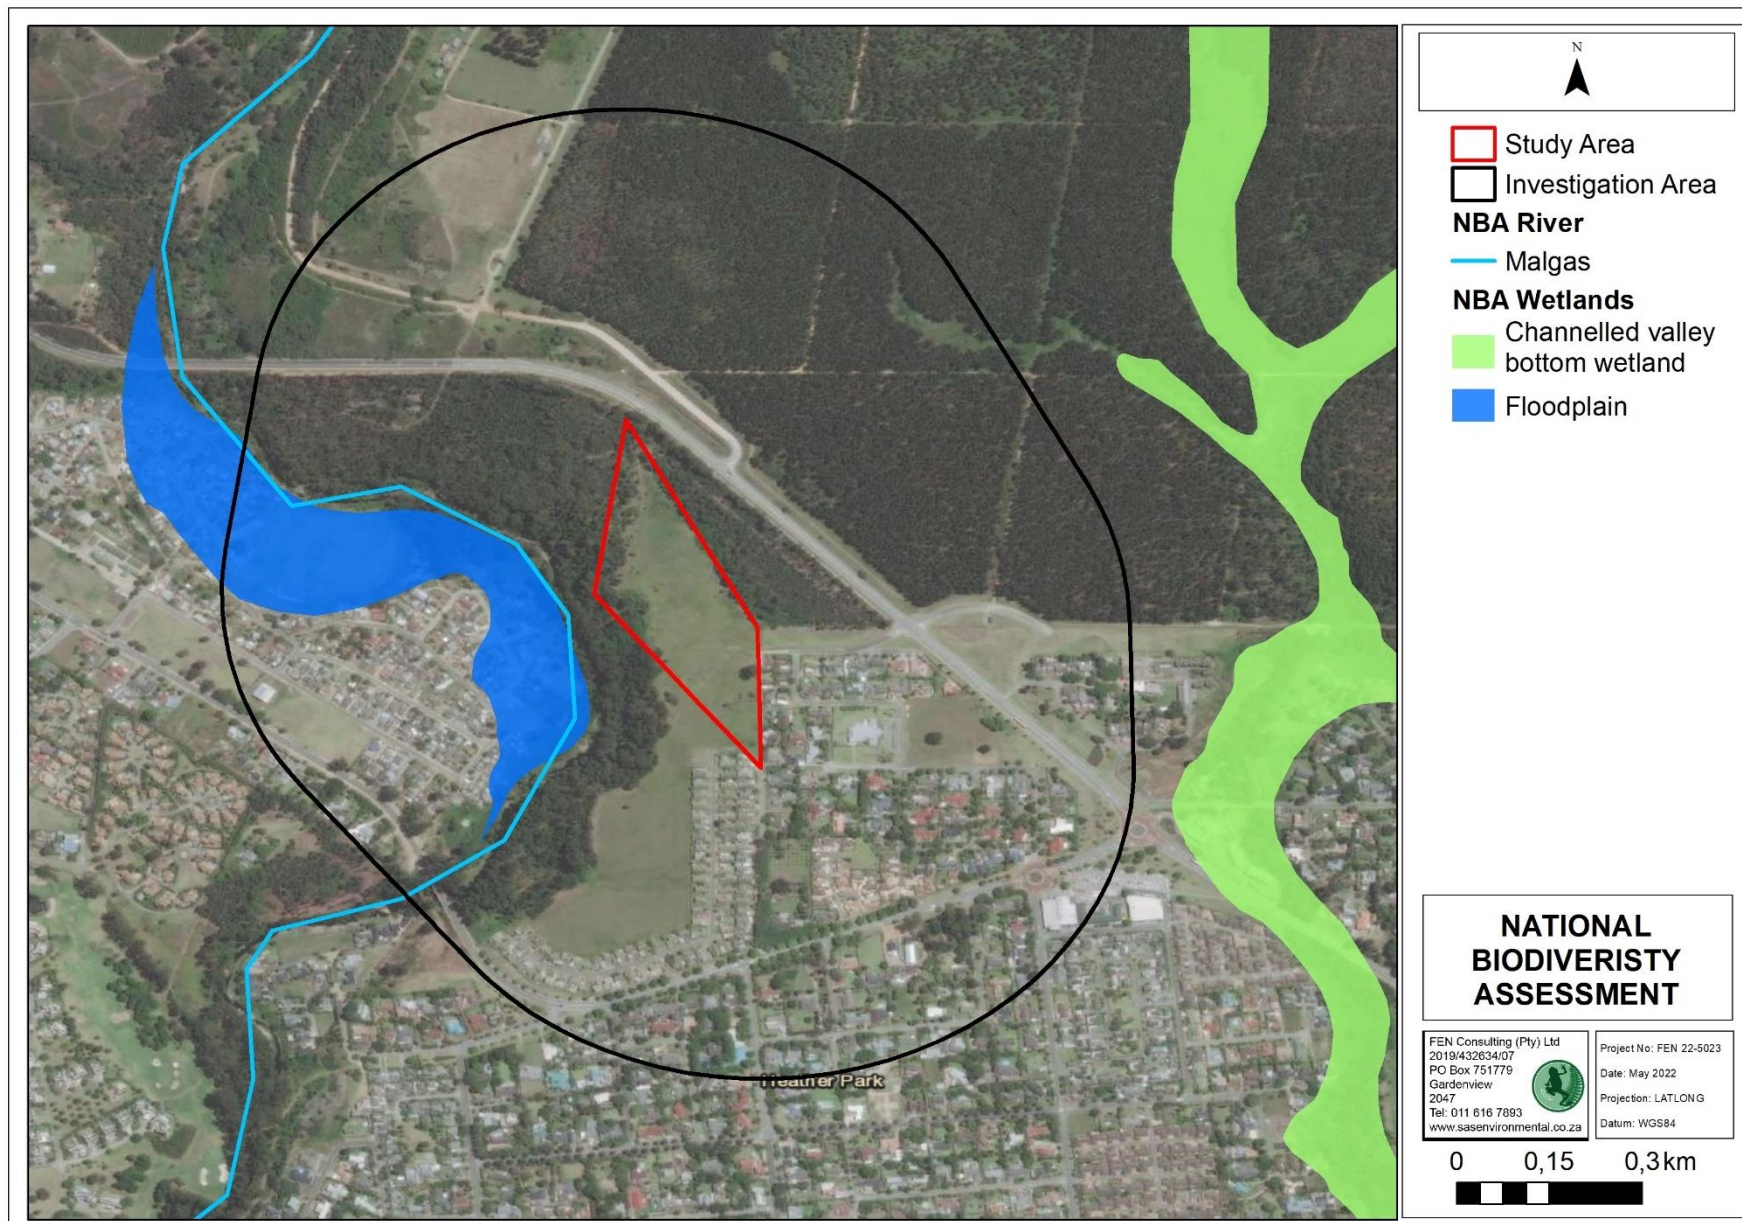 N
Study Area
Investigation Area
NBA River
Malgas
NBA Wetlands
Channelled valley
bottom wetland
Floodplain
Heather Park
NATIONAL
BIODIVERISTY
ASSESSMENT
FEN Consulting (Pty) Ltd
2019/432634/07
PO Box 751779
Gardenview
2047
Tel: 011 616 7893
www.sasenvironmental.co.za
Project No: FEN 22-5023
Date: May 2022
Projection: LATLONG
Datum: WGS84
0 0,15 0,3 km